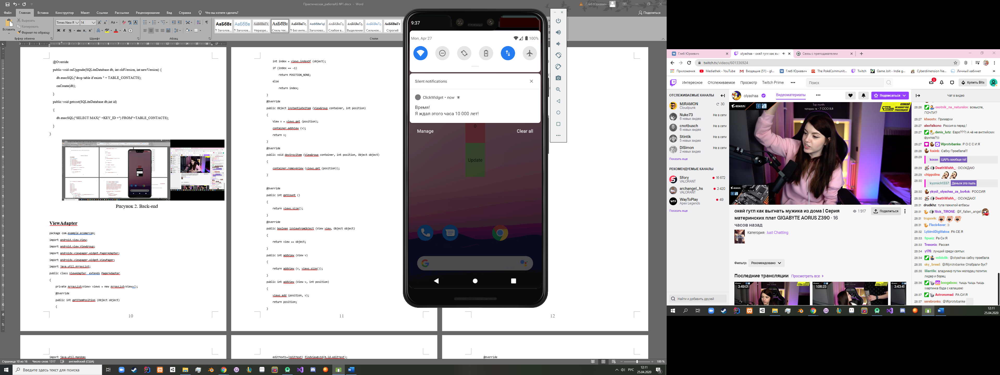 Практическая_работаAS №1.docx - Word
Глеб Юркевич
Файл Главная Вставка Конструктор Макет Ссылки Рассылки Рецензирование Вид Справка Что вы хотите сделать?
Поделиться
Вставить
Вырезать
Копировать
Формат по образцу
Буфер обмена
Times New R 14
Шрифт
Абзац
¶ Заголов... ¶ Заголов... Неразре... Стиль тек... ¶ Без инте... Заголово... Слабое в... Выделение Сильное... Строгий
Стили
@Override
public void onUpgrade(SQLiteDatabase db, int oldVersion, int newVersion) {
db.execSQL("drop table if exists " + TABLE_CONTACTS);
onCreate(db);
}
public void getcost(SQLiteDatabase db,int id)
{
db.execSQL("SELECT MAX(" +KEY_ID +") FROM"+TABLE_CONTACTS);
}
}
Рисунок 2. Back-end
ViewAdapter
package com.example.ecomerce6;
import android.view.View;
import android.view.ViewGroup;
import androidx.viewpager.widget.PagerAdapter;
import androidx.viewpager.widget.ViewPager;
import java.util.ArrayList;
public class ViewAdapter extends PagerAdapter
{
private ArrayList<View> views = new ArrayList<View>();
@Override
public int getItemPosition (Object object)
{
10
int index = views.indexOf (object);
if (index == -1)
return POSITION_NONE;
else
return index;
}
@Override
public Object instantiateItem (ViewGroup container, int position)
{
View v = views.get (position);
container.addView (v);
return v;
}
@Override
public void destroyItem (ViewGroup container, int position, Object object)
{
container.removeView (views.get (position));
}
@Override
public int getCount ()
{
return views.size();
}
@Override
public boolean isViewFromObject (View view, Object object)
{
return view == object;
}
public int addView (View v)
{
return addView (v, views.size());
}
public int addView (View v, int position)
{
views.add (position, v);
return position;
}
11
12
import java.util.Random;
editText1=(EditText) findViewById(R.id.editText);
@Override
Страница 10 из 16 Число слов: 1317 английский (США)
100 %
Введите здесь текст для поиска
РУС
12:11
25.04.2020
9:37
Mon, Apr 27
100%
Silent notifications
ClickWidget • now
Время!
Я ждал этого часа 10 000 лет!
Manage
Clear all
0
Update
Глеб Юркевич
olyashaa - окей гугл как вы
Связь с преподавателем
twitch.tv/videos/601336924
Приложения Mediathek - YouTube Входящие (51) - gl... Глеб Юркевич The PokéCommunit... Twitch Game Jolt - Indie g... Cyberdimension Ne... Личный кабинет
Интересное Отслеживаемое Просмотр Twitch Prime
Поиск
1
Купить Bits
ОТСЛЕЖИВАЕМЫЕ КАНАЛЫ
MJRAMON 30
Cloudpunk
Nuke73 Не в сети
6 новых видео
cnotbusch Не в сети
6 новых видео
Stintik Не в сети
5 новых видео
DiSimon Не в сети
2 новых видео
Показать еще
РЕКОМЕНДУЕМЫЕ КАНАЛЫ
Sfory 16 672
VALORANT
archangel_hs 2 420
VALORANT
WayToPlay 49
Apex Legends
Показать еще
Найти и добавить друзей
olyashaa
Видеоматериалы
Подписаться
AORUS
Top month:
татарин тв - 7 000 RUB
КЛИКАЙ
НА БАННЕР ПОД
ТРАНСЛЯЦИЕЙ!
окей гугл как выгнать мужика из дома | Серия
материнских плат GIGABYTE AORUS Z390 · 16
часов назад
1 917
Поделиться
Категория: Just Chatting
Фильтр: Рекомендовано
Последние трансляции Просмотреть все
3:49:01
1:06:23
3:43:41
Чат в видео
28:26 oxotnik_na_naturalov: всмысле,
ПОЧТИ?
28:27 kheostv: Примархи
28:27 alexfalkono: Россия в перед !
28:27 denis_lutz: Евро???) А чё не английских
фунтов?)))
28:27 Wprotvbanke: Р О С С И Я
28:28 foxinb: Сабку Проебала!!!
28:29 kosse: ЦАРЬ вообще то!
28:29 DeathWishh_: ОСУЖДАЮ
28:29 chippolina:
28:30 kyzmich1337: Деньги это пыль
28:30 ykysil_olyashaa_za_bo4ok: РОССИЯ
28:30 DeathWishh_: ОСУЖДАЮ!
28:31 drudkhz: тупа пажилой елбасы
28:31 Nick_TIRONE: @f_fallen_angel
28:31 trupovik:
28:31 Fleck4ever: ))
28:32 LybimiiDigMaksa: РА СЕ Я
28:33 fipsaiz: Ра Си Я
28:33 Trexonix: Рассея
28:34 y176: лучший среди святых
28:34 volidolik: @olyashaa сабку проебала
28:35 sky_bread: @Wprotvbanke Отобрали бук?
28:36 liliantile: владимир путин молодец политик
лидер и борец
28:36 20 boogaboss: тыщь тыщь тыщь
(картинка бэда с калашом)
28:37 Astronomad: РА СИ Я
28:37 serebronks: @Wprotvbanke
12:11
25.04.2020